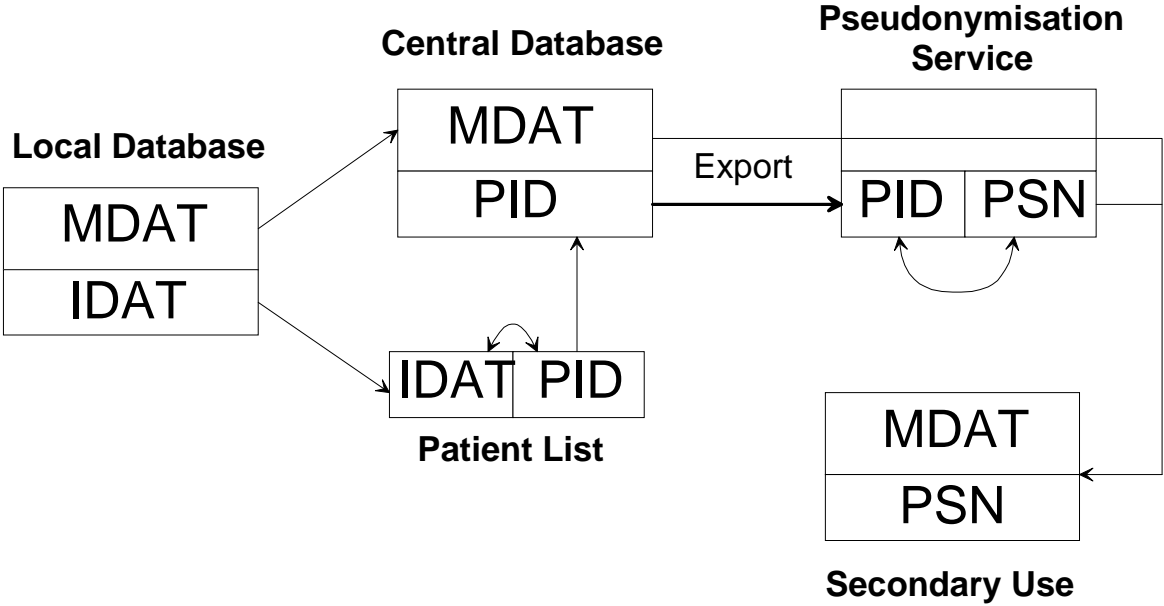 Local Database
MDAT
IDAT
Central Database
MDAT
PID
IDAT PID
Patient List
Export
Pseudonymisation
Service
PID PSN
MDAT
PSN
Secondary Use